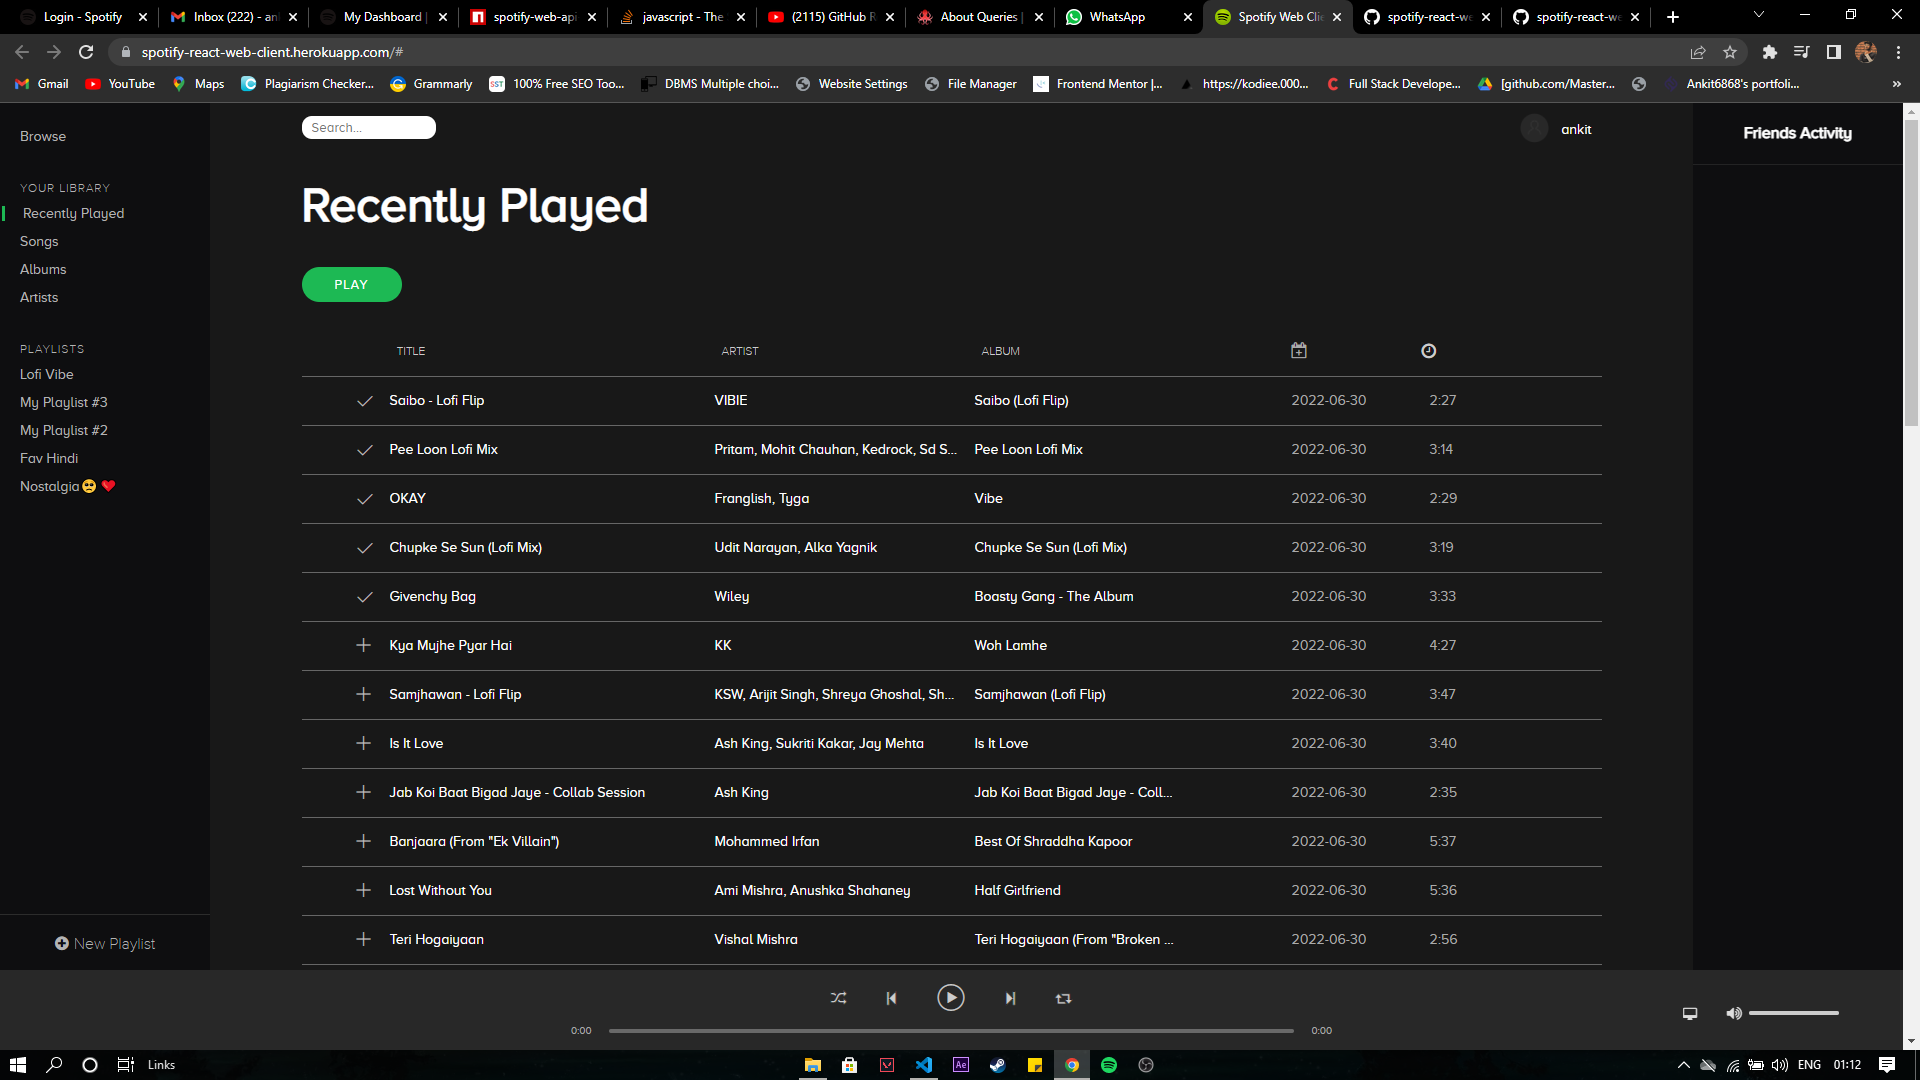 Login - Spotify
Inbox (222) - an
My Dashboard |
spotify-web-api
javascript - The
(2115) GitHub R
About Queries |
WhatsApp
Spotify Web Clie
spotify-react-we
spotify-react-we
spotify-react-web-client.herokuapp.com/#
Gmail
YouTube
Maps
Plagiarism Checker...
Grammarly
SST
100% Free SEO Too...
DBMS Multiple choi...
Website Settings
File Manager
Frontend Mentor |...
https://kodiee.000...
Full Stack Develope...
[github.com/Master...
Ankit6868's portfoli...
»
Browse
YOUR LIBRARY
Recently Played
Songs
Albums
Artists
PLAYLISTS
Lofi Vibe
My Playlist #3
My Playlist #2
Fav Hindi
Nostalgia🥺 ❤️
New Playlist
Search...
ankit
Friends Activity
Recently Played
PLAY
TITLE ARTIST ALBUM
Saibo - Lofi Flip VIBIE Saibo (Lofi Flip) 2022-06-30 2:27
Pee Loon Lofi Mix Pritam, Mohit Chauhan, Kedrock, Sd S... Pee Loon Lofi Mix 2022-06-30 3:14
OKAY Franglish, Tyga Vibe 2022-06-30 2:29
Chupke Se Sun (Lofi Mix) Udit Narayan, Alka Yagnik Chupke Se Sun (Lofi Mix) 2022-06-30 3:19
Givenchy Bag Wiley Boasty Gang - The Album 2022-06-30 3:33
Kya Mujhe Pyar Hai KK Woh Lamhe 2022-06-30 4:27
Samjhawan - Lofi Flip KSW, Arijit Singh, Shreya Ghoshal, Sh... Samjhawan (Lofi Flip) 2022-06-30 3:47
Is It Love Ash King, Sukriti Kakar, Jay Mehta Is It Love 2022-06-30 3:40
Jab Koi Baat Bigad Jaye - Collab Session Ash King Jab Koi Baat Bigad Jaye - Coll... 2022-06-30 2:35
Banjaara (From "Ek Villain") Mohammed Irfan Best Of Shraddha Kapoor 2022-06-30 5:37
Lost Without You Ami Mishra, Anushka Shahaney Half Girlfriend 2022-06-30 5:36
Teri Hogaiyaan Vishal Mishra Teri Hogaiyaan (From "Broken ... 2022-06-30 2:56
0:00 0:00
Links
Ae
ENG
01:12